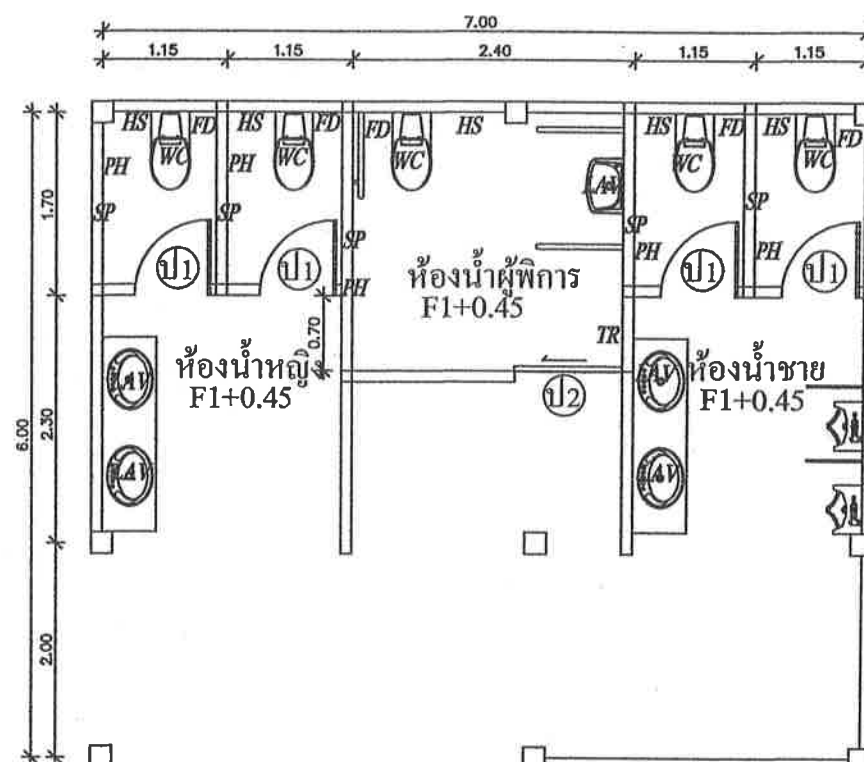 7.00
1.15 1.15 2.40 1.15 1.15
HS FD HS FD FD HS HS FD HS FD
WC WC WC WC WC
PH PH LAV
SP SP SP SP SP
PH PH
ป1 ป1 ป1 ป1
1.70
ห้องน้ำผู้พิการ
F1+0.45
PH
0.70
TR
ห้องน้ำหญิง
F1+0.45
ห้องน้ำชาย
F1+0.45
ป2
LAV LAV
LAV LAV
6.00
2.30
2.00